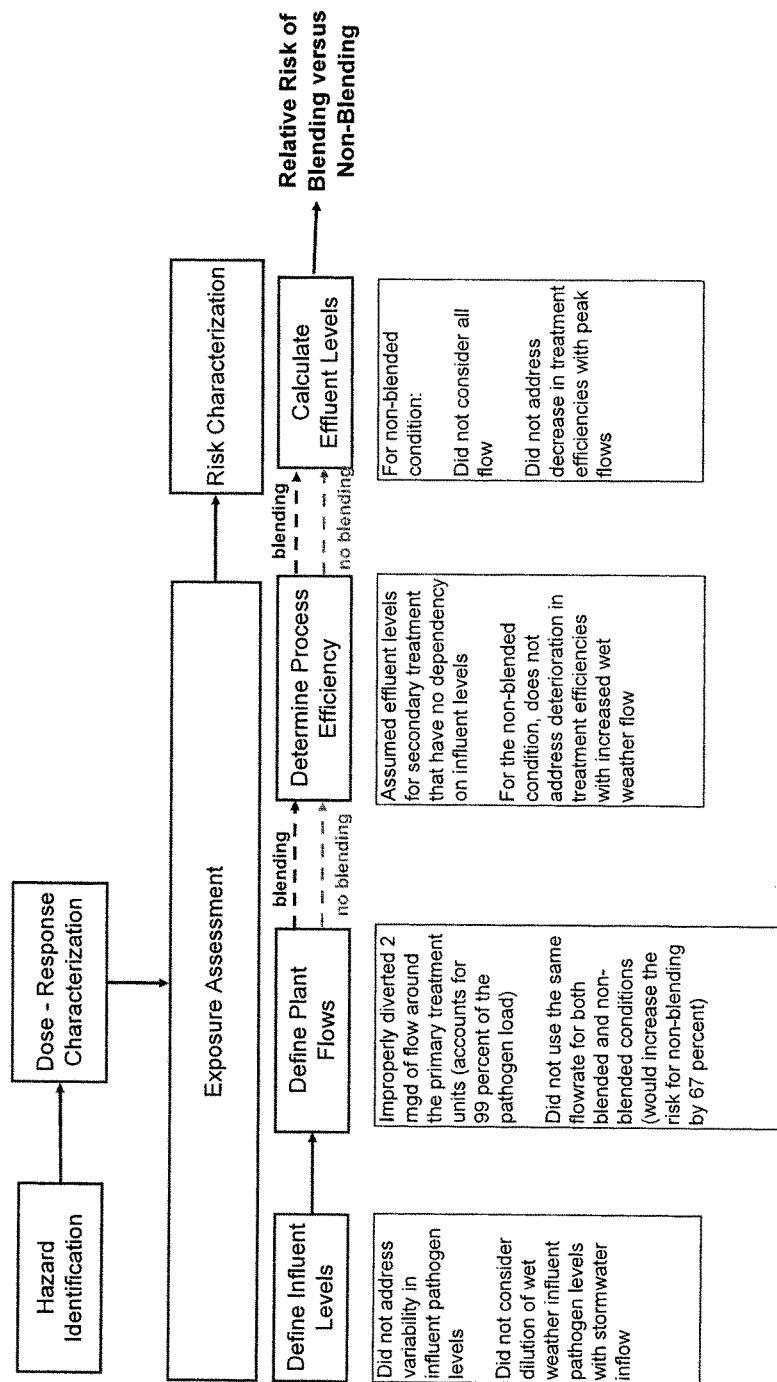 Hazard
Identification
Dose - Response
Characterization
Exposure Assessment
Risk Characterization
Define Influent
Levels
Define Plant
Flows
blending
no blending
Determine Process
Efficiency
blending
no blending
Calculate
Effluent Levels
Relative Risk of
Blending versus
Non-Blending
Did not address
variability in
influent pathogen
levels
Did not consider
dilution of wet
weather influent
pathogen levels
with stormwater
inflow
Improperly diverted 2
mgd of flow around
the primary treatment
units (accounts for
99 percent of the
pathogen load)
Did not use the same
flowrate for both
blended and non-
blended conditions
(would increase the
risk for non-blending
by 67 percent)
Assumed effluent levels
for secondary treatment
that have no dependency
on influent levels
For the non-blended
condition, does not
address deterioration in
treatment efficiencies
with increased wet
weather flow
For non-blended
condition:
Did not consider all
flow
Did not address
decrease in treatment
efficiencies with peak
flows